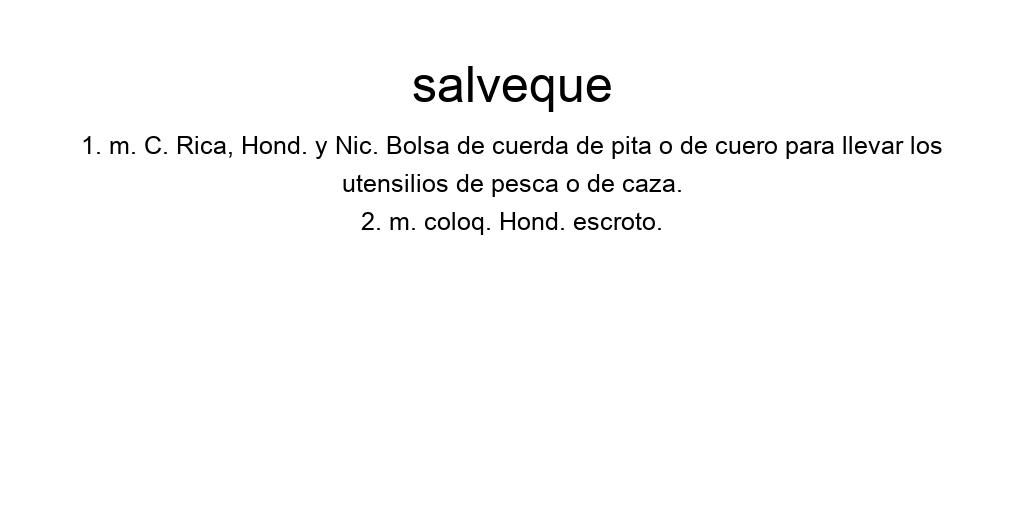 salveque
1. m. C. Rica, Hond. y Nic. Bolsa de cuerda de pita o de cuero para llevar los
utensilios de pesca o de caza.
2. m. coloq. Hond. escroto.